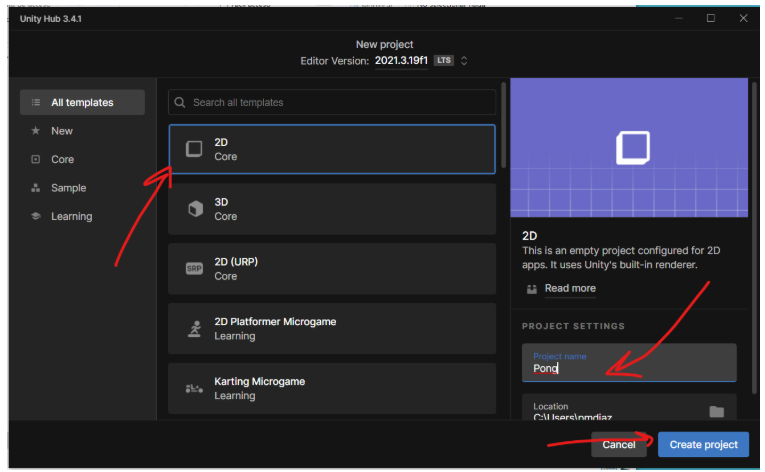 Unity Hub 3.4.1
New project
Editor Version: 2021.3.19f1 LTS
All templates
New
Core
Sample
Learning
Search all templates
2D
Core
3D
Core
SRP
2D (URP)
Core
2D Platformer Microgame
Learning
Karting Microgame
Learning
2D
This is an empty project configured for 2D
apps. It uses Unity's built-in renderer.
Read more
PROJECT SETTINGS
Project name
Pong
Location
C:\Users\pmdiaz
Cancel
Create project